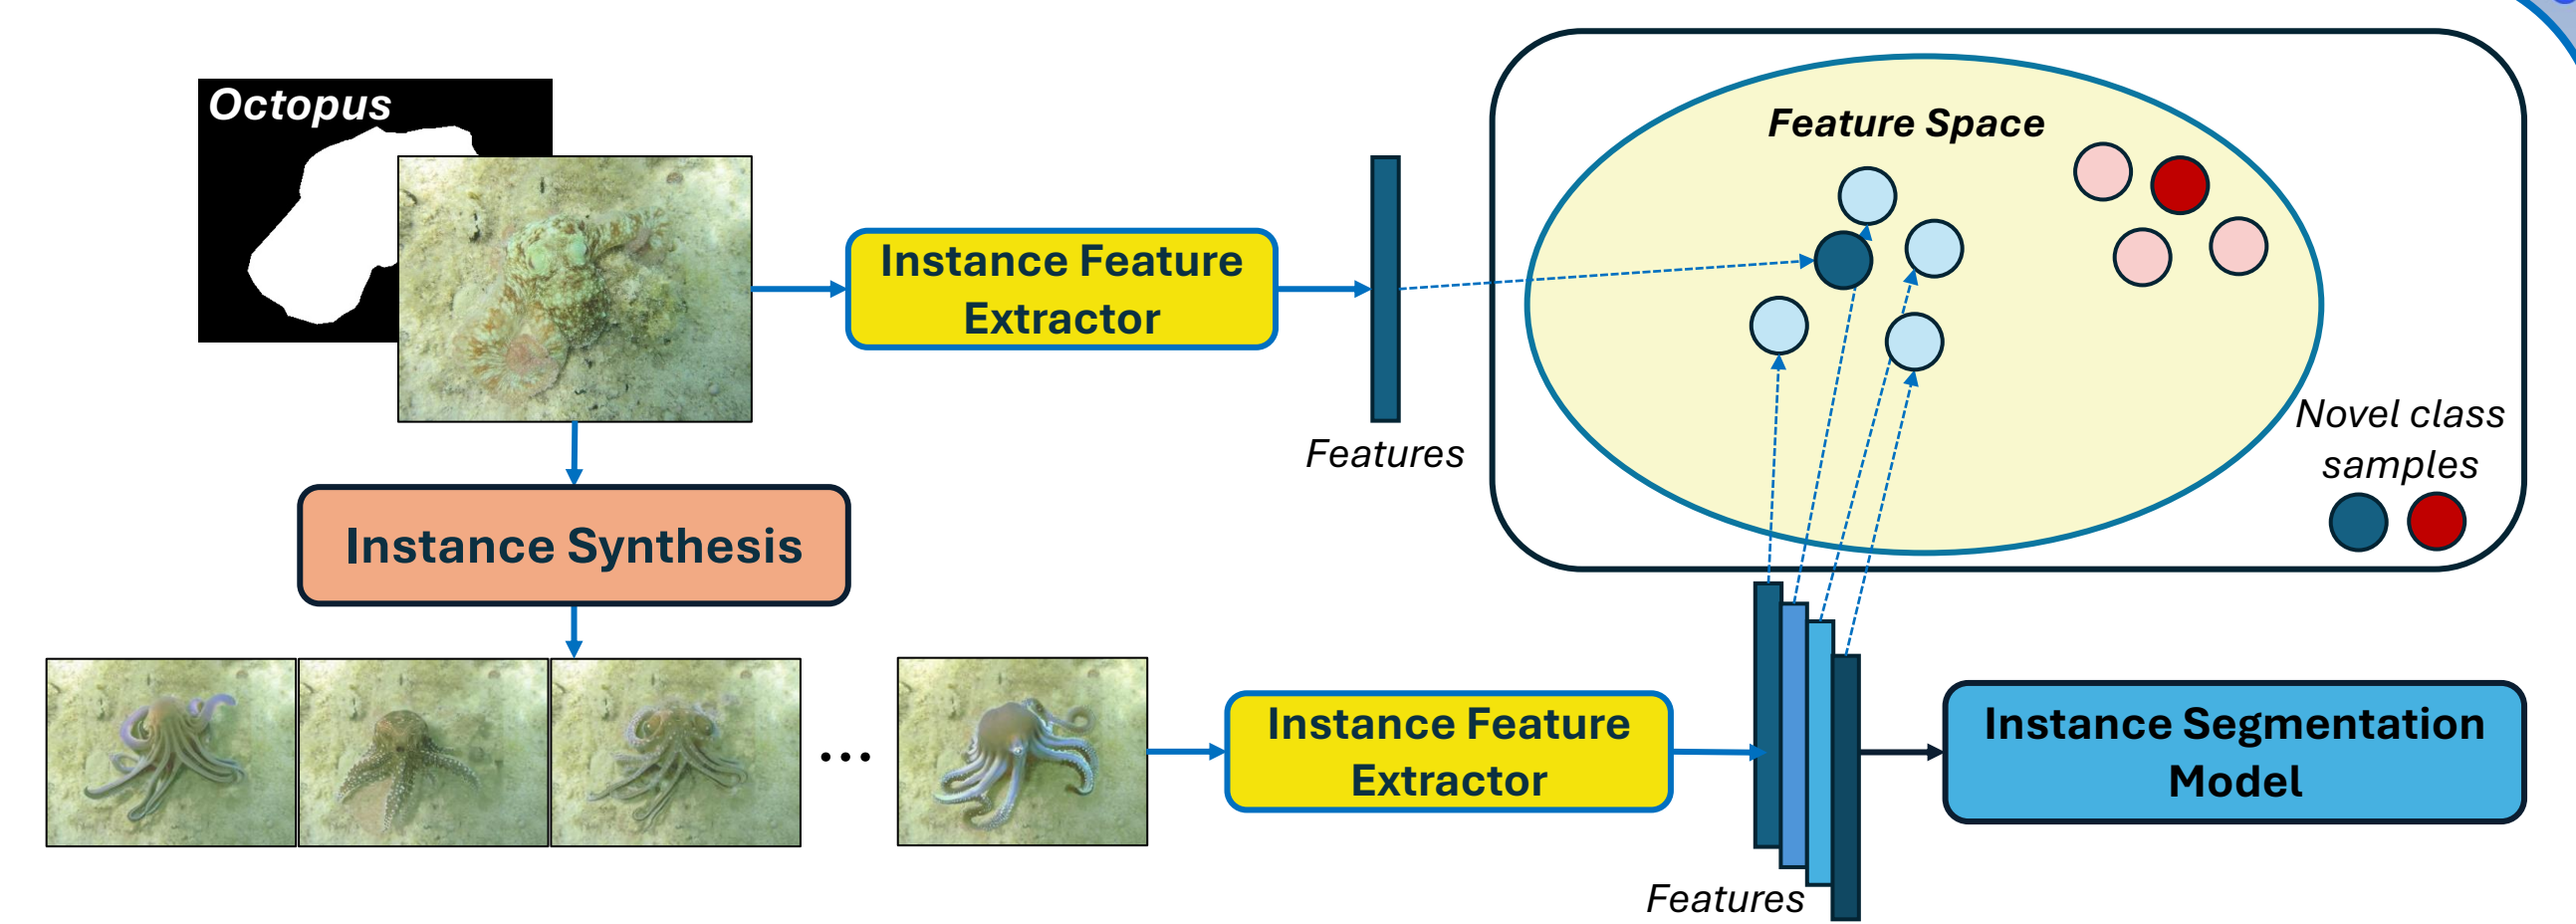 Octopus
Feature Space
Instance Feature
Extractor
Features
Novel class
samples
Instance Synthesis
...
Instance Feature
Extractor
Instance Segmentation
Model
Features